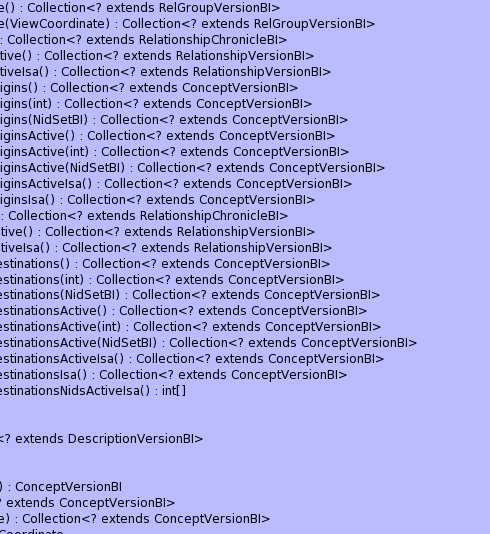 e() : Collection<? extends RelGroupVersionBI>
e(ViewCoordinate) : Collection<? extends RelGroupVersionBI>
: Collection<? extends RelationshipChronicleBI>
tive() : Collection<? extends RelationshipVersionBI>
tiveIsa() : Collection<? extends RelationshipVersionBI>
igins() : Collection<? extends ConceptVersionBI>
igins(int) : Collection<? extends ConceptVersionBI>
igins(NidSetBI) : Collection<? extends ConceptVersionBI>
iginsActive() : Collection<? extends ConceptVersionBI>
iginsActive(int) : Collection<? extends ConceptVersionBI>
iginsActive(NidSetBI) : Collection<? extends ConceptVersionBI>
iginsActiveIsa() : Collection<? extends ConceptVersionBI>
iginsIsa() : Collection<? extends ConceptVersionBI>
: Collection<? extends RelationshipChronicleBI>
tive() : Collection<? extends RelationshipVersionBI>
tiveIsa() : Collection<? extends RelationshipVersionBI>
estinations() : Collection<? extends ConceptVersionBI>
estinations(int) : Collection<? extends ConceptVersionBI>
estinations(NidSetBI) : Collection<? extends ConceptVersionBI>
estinationsActive() : Collection<? extends ConceptVersionBI>
estinationsActive(int) : Collection<? extends ConceptVersionBI>
estinationsActive(NidSetBI) : Collection<? extends ConceptVersionBI>
estinationsActiveIsa() : Collection<? extends ConceptVersionBI>
estinationsIsa() : Collection<? extends ConceptVersionBI>
estinationsNidsActiveIsa() : int[]
<? extends DescriptionVersionBI>
) : ConceptVersionBI
? extends ConceptVersionBI>
e) : Collection<? extends ConceptVersionBI>
Coordinate